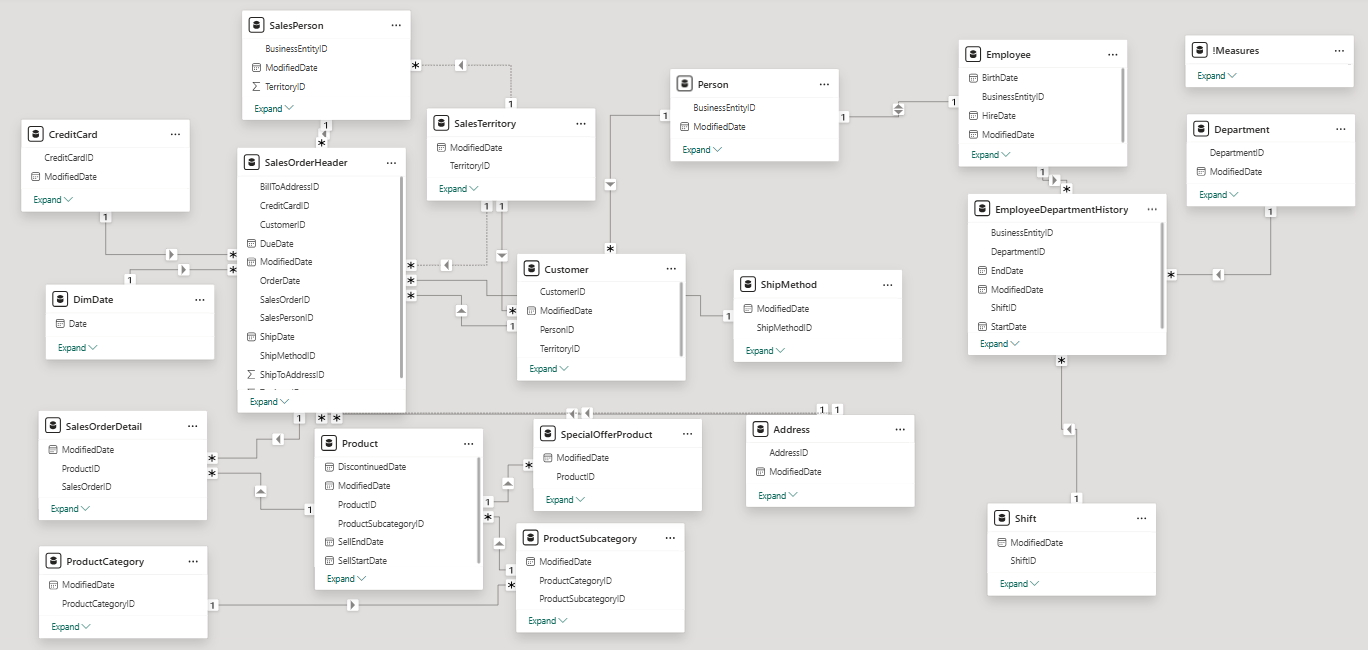 SalesPerson
BusinessEntityID
ModifiedDate
TerritoryID
Expand
CreditCard
CreditCardID
ModifiedDate
Expand
SalesTerritory
ModifiedDate
TerritoryID
Expand
Person
BusinessEntityID
ModifiedDate
Expand
Employee
BirthDate
BusinessEntityID
HireDate
ModifiedDate
Expand
!Measures
Expand
Department
DepartmentID
ModifiedDate
Expand
SalesOrderHeader
BillToAddressID
CreditCardID
CustomerID
DueDate
ModifiedDate
OrderDate
SalesOrderID
SalesPersonID
ShipDate
ShipMethodID
ShipToAddressID
Expand
EmployeeDepartmentHistory
BusinessEntityID
DepartmentID
EndDate
ModifiedDate
ShiftID
StartDate
Expand
DimDate
Date
Expand
Customer
CustomerID
ModifiedDate
PersonID
TerritoryID
Expand
ShipMethod
ModifiedDate
ShipMethodID
Expand
SalesOrderDetail
ModifiedDate
ProductID
SalesOrderID
Expand
Product
DiscontinuedDate
ModifiedDate
ProductID
ProductSubcategoryID
SellEndDate
SellStartDate
Expand
SpecialOfferProduct
ModifiedDate
ProductID
Expand
Address
AddressID
ModifiedDate
Expand
ProductCategory
ModifiedDate
ProductCategoryID
Expand
ProductSubcategory
ModifiedDate
ProductCategoryID
ProductSubcategoryID
Expand
Shift
ModifiedDate
ShiftID
Expand